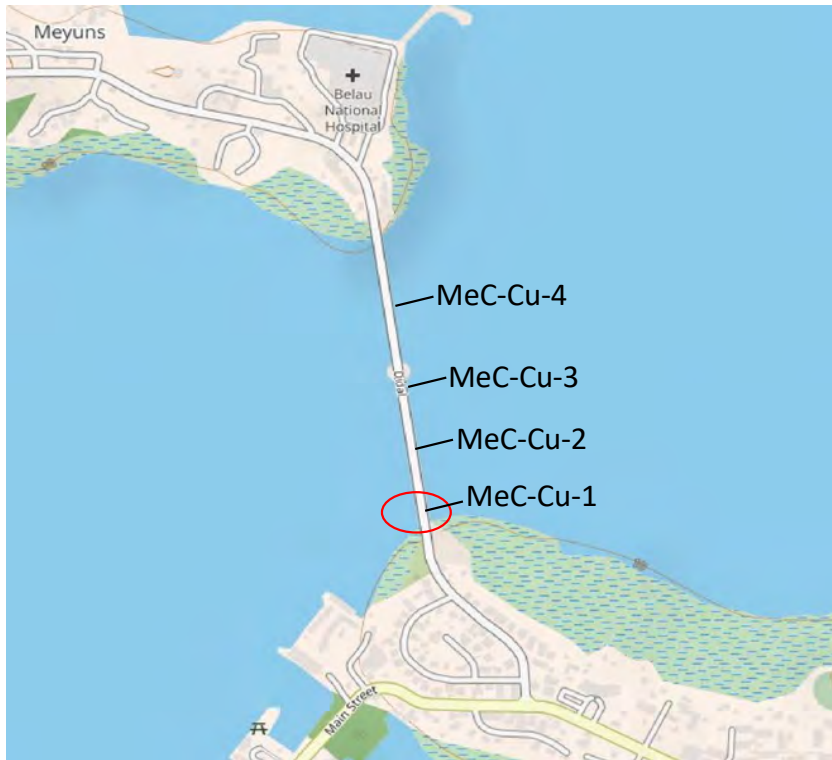 Meyuns
Belau
National
Hospital
MeC-Cu-4
MeC-Cu-3
MeC-Cu-2
MeC-Cu-1
Main Street